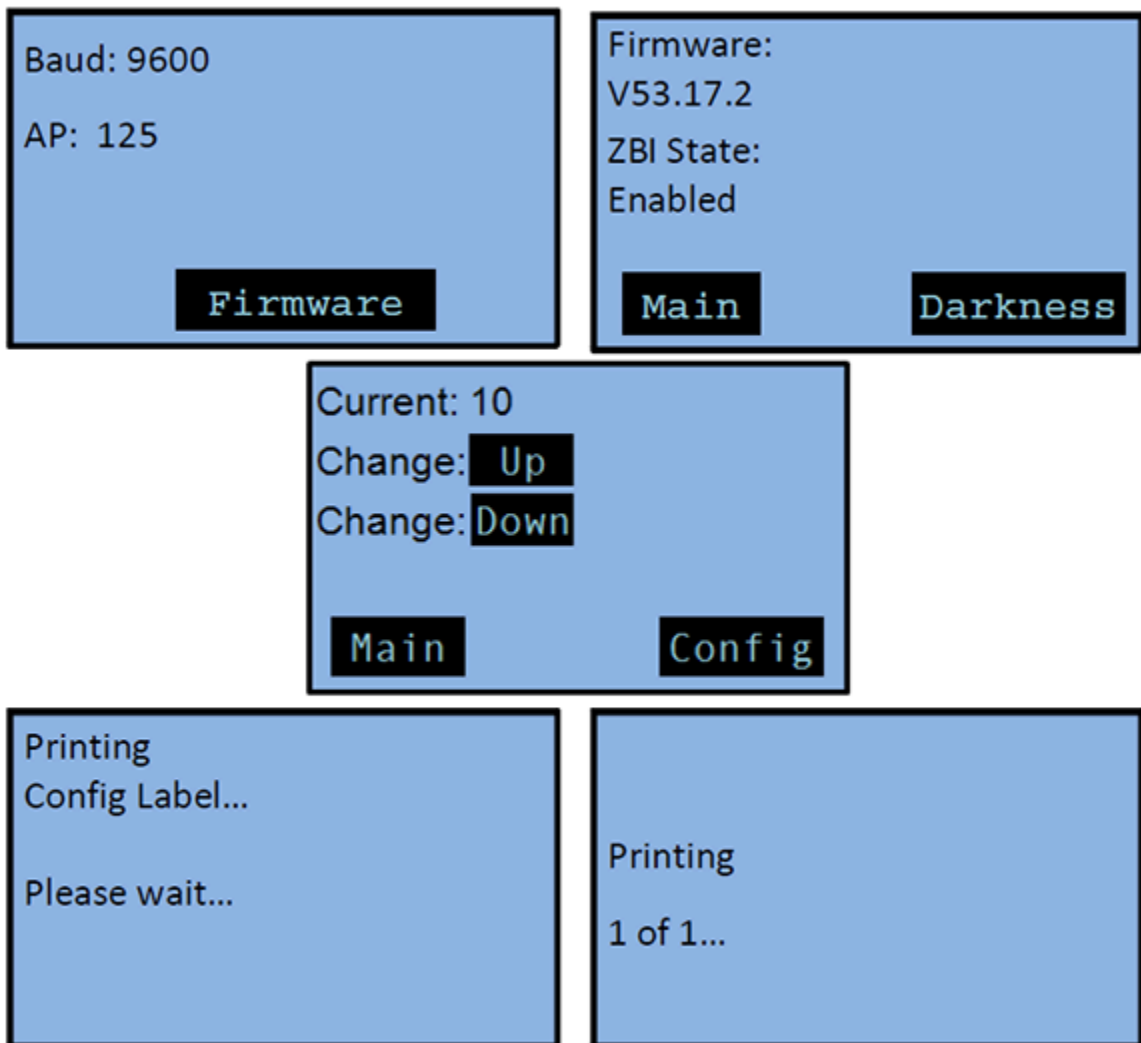 Baud: 9600
AP: 125
Firmware
Firmware:
V53.17.2
ZBI State:
Enabled
Main
Darkness
Current: 10
Change: Up
Change: Down
Main
Config
Printing
Config Label...
Please wait...
Printing
1 of 1...